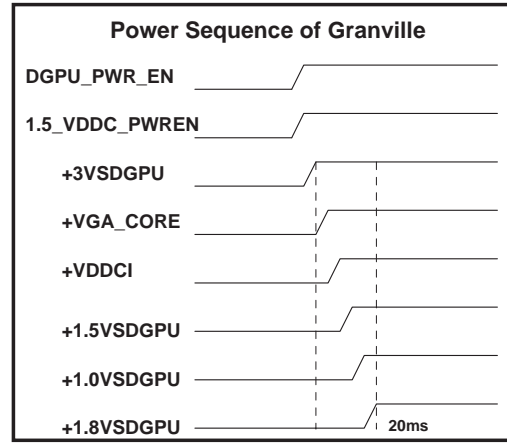 Power Sequence of Granville
DGPU_PWR_EN
1.5_VDDC_PWREN
+3VSDGPU
+VGA_CORE
+VDDCI
+1.5VSDGPU
+1.0VSDGPU
+1.8VSDGPU
20ms